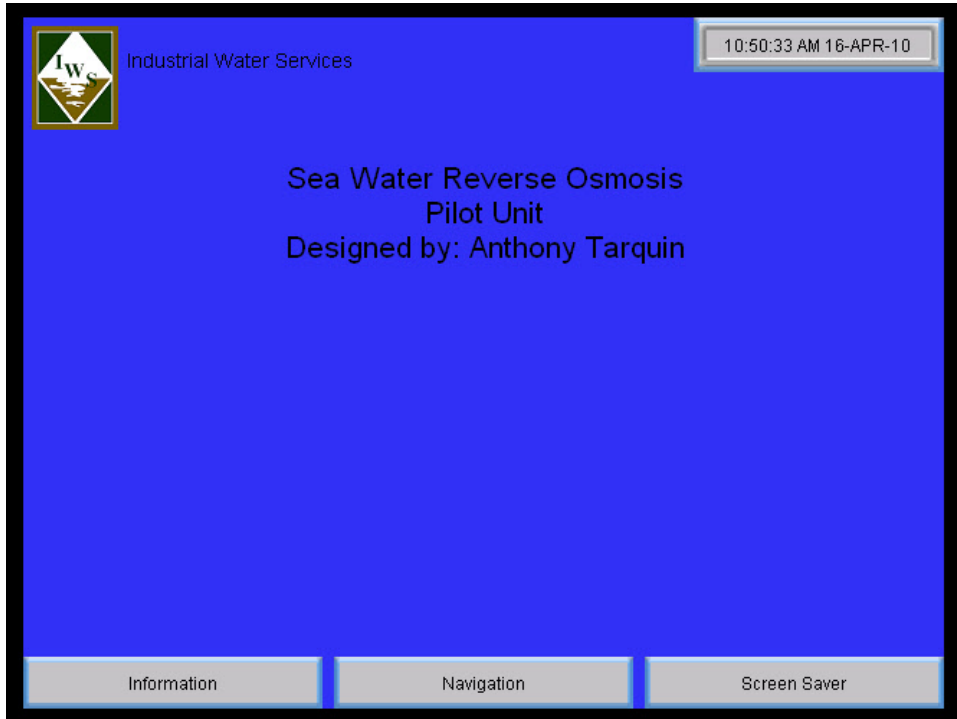 IWS
Industrial Water Services
10:50:33 AM 16-APR-10
Sea Water Reverse Osmosis
Pilot Unit
Designed by: Anthony Tarquin
Information
Navigation
Screen Saver